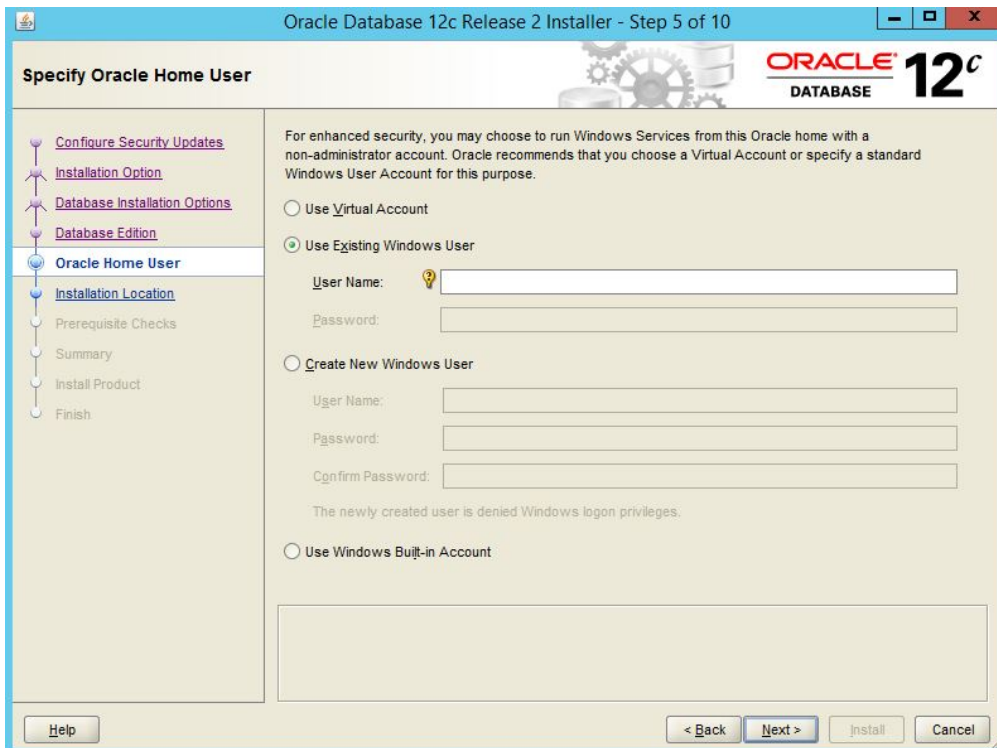 Oracle Database 12c Release 2 Installer - Step 5 of 10
Specify Oracle Home User
ORACLE
DATABASE
12c
Configure Security Updates
Installation Option
Database Installation Options
Database Edition
Oracle Home User
Installation Location
Prerequisite Checks
Summary
Install Product
Finish
For enhanced security, you may choose to run Windows Services from this Oracle home with a
non-administrator account. Oracle recommends that you choose a Virtual Account or specify a standard
Windows User Account for this purpose.
Use Virtual Account
Use Existing Windows User
User Name:
Password:
Create New Windows User
User Name:
Password:
Confirm Password:
The newly created user is denied Windows logon privileges.
Use Windows Built-in Account
Help
< Back
Next >
Install
Cancel